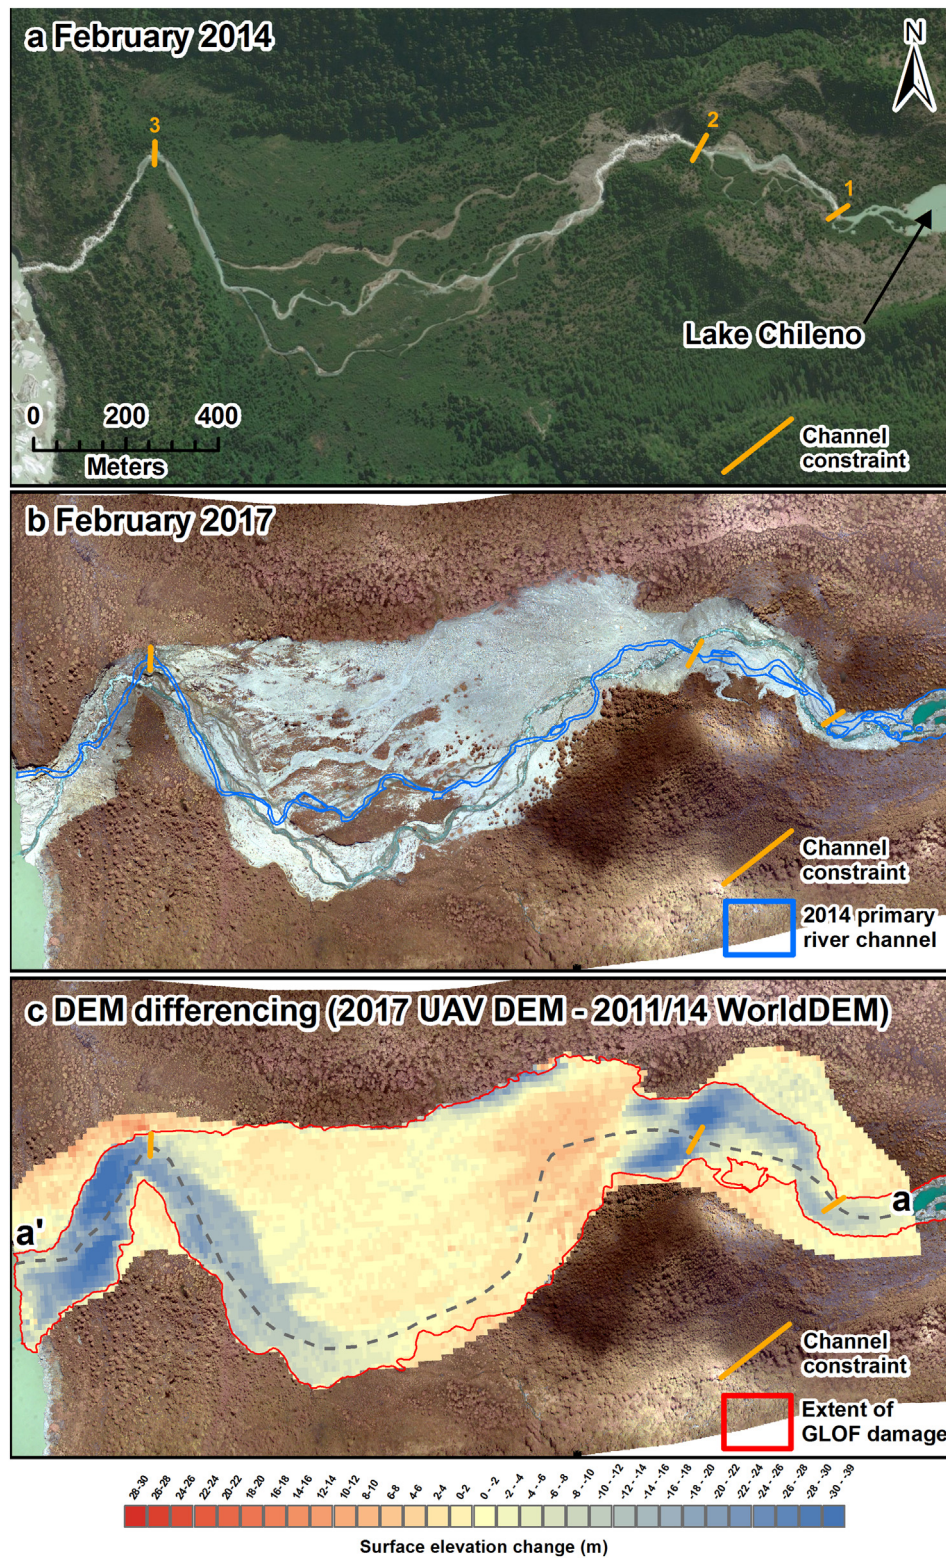 a February 2014
N
3
2
1
Lake Chileno
0 200 400
Meters
Channel
constraint
b February 2017
Channel
constraint
2014 primary
river channel
c DEM differencing (2017 UAV DEM - 2011/14 WorldDEM)
a'
a
Channel
constraint
Extent of
GLOF damage
28-30 26-28 24-26 22-24 20-22 18-20 16-18 14-16 12-14 10-12 8-10 6-8 4-6 2-4 0-2 0 - -2 -2 - -4 -4 - -6 -6 - -8 -8 - -10 -10 - -12 -12 - -14 -14 - -16 -16 - -18 -18 - -20 -20 - -22 -22 - -24 -24 - -26 -26 - -28 -28 - -30 -30 - -39
Surface elevation change (m)